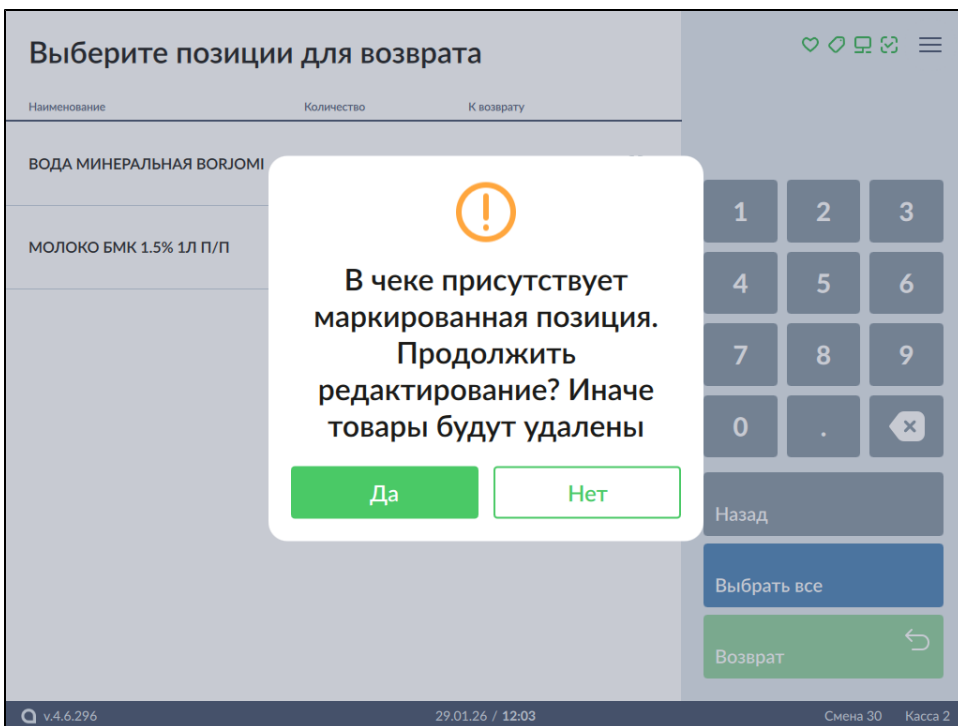 Выберите позиции для возврата
Наименование Количество К возврату
ВОДА МИНЕРАЛЬНАЯ BORJOMI
МОЛОКО БМК 1.5% 1Л П/П
В чеке присутствует
маркированная позиция.
Продолжить
редактирование? Иначе
товары будут удалены
Да Нет
1 2 3
4 5 6
7 8 9
0 .
Назад
Выбрать все
Возврат
v.4.6.296 29.01.26 / 12:03 Смена 30 Касса 2